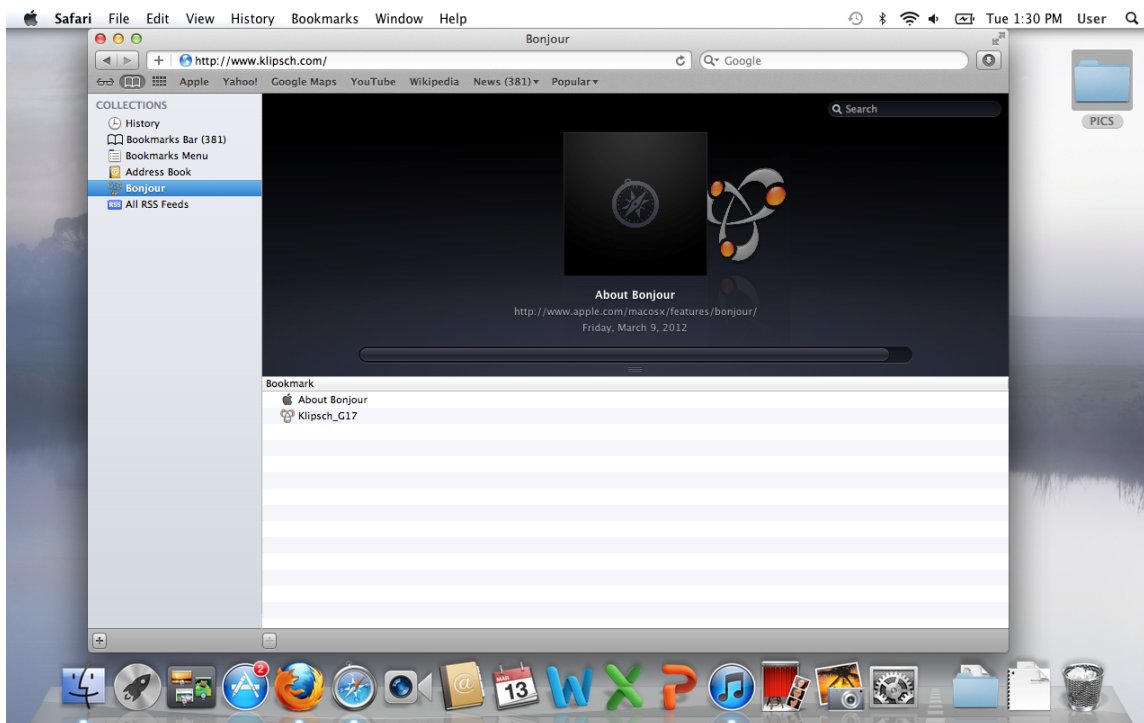 Safari File Edit View History Bookmarks Window Help Tue 1:30 PM User
Bonjour
http://www.klipsch.com/ Google
Apple Yahoo! Google Maps YouTube Wikipedia News (381) Popular
COLLECTIONS
History
Bookmarks Bar (381)
Bookmarks Menu
Address Book
Bonjour
RSS All RSS Feeds
Search
About Bonjour
http://www.apple.com/macosx/features/bonjour/
Friday, March 9, 2012
Bookmark
About Bonjour
Klipsch_G17
PICS
2
MAR
13